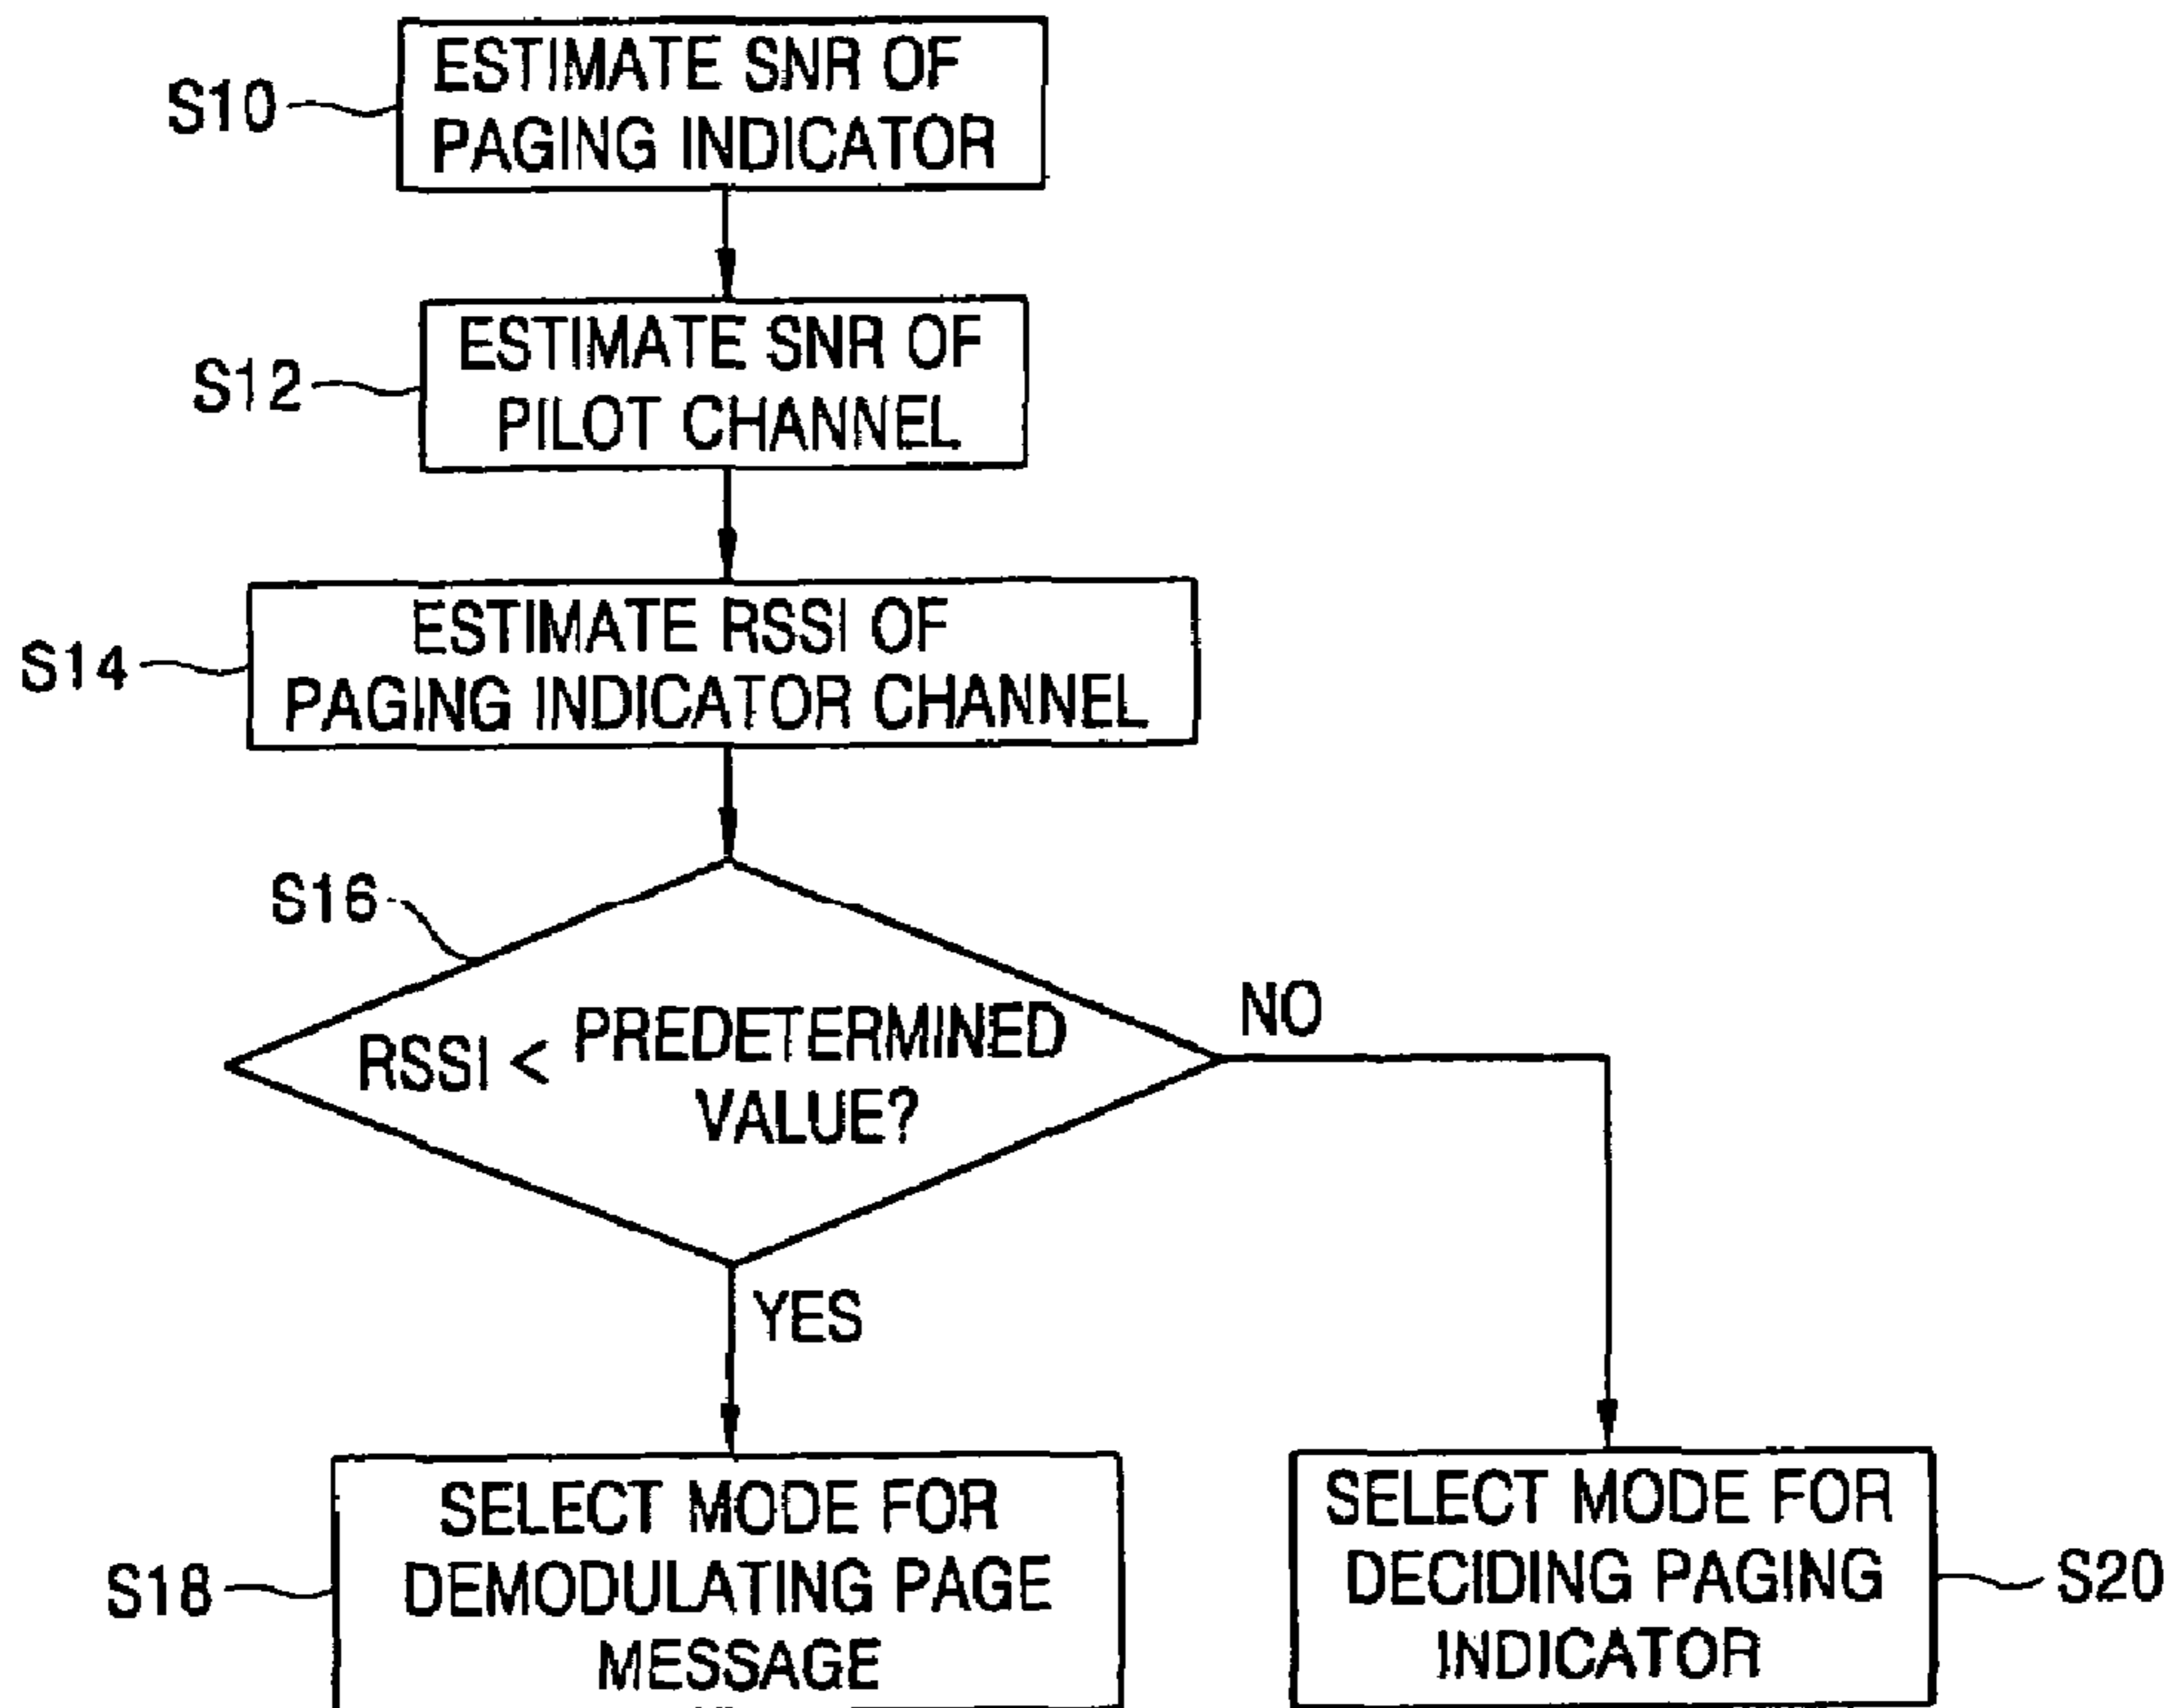 S10
ESTIMATE SNR OF
PAGING INDICATOR
S12
ESTIMATE SNR OF
PILOT CHANNEL
S14
ESTIMATE RSSI OF
PAGING INDICATOR CHANNEL
S16
RSSI < PREDETERMINED
VALUE?
NO
YES
S18
SELECT MODE FOR
DEMODULATING PAGE
MESSAGE
SELECT MODE FOR
DECIDING PAGING
INDICATOR
S20